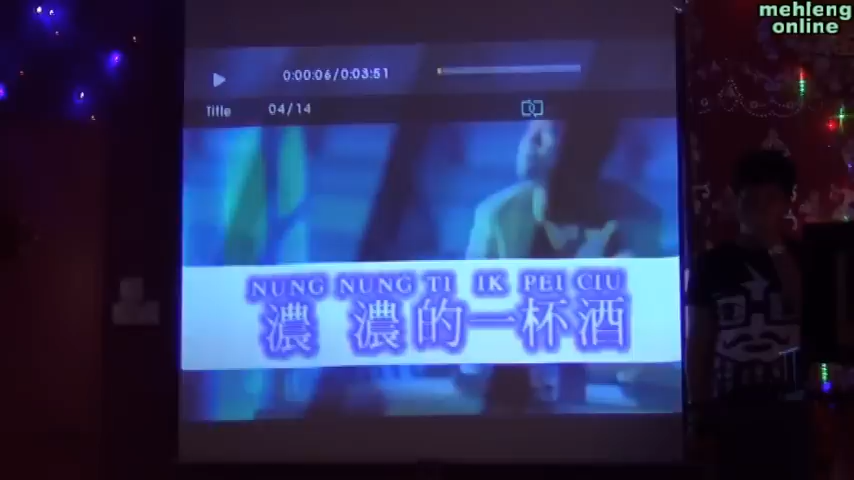 mehleng
online
0:00:06/0:03:51
Title 04/14
NUNG NUNG TI IK PEI CIU
濃 濃的一杯酒